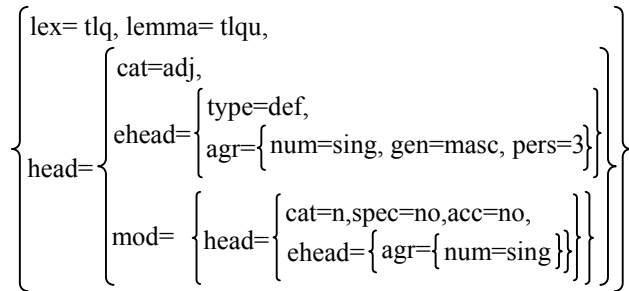 lex= tlq, lemma= tlqu,
head=
cat=adj,
ehead=
type=def,
agr={num=sing, gen=masc, pers=3}
mod=
head=
cat=n,spec=no,acc=no,
ehead={agr={num=sing}}